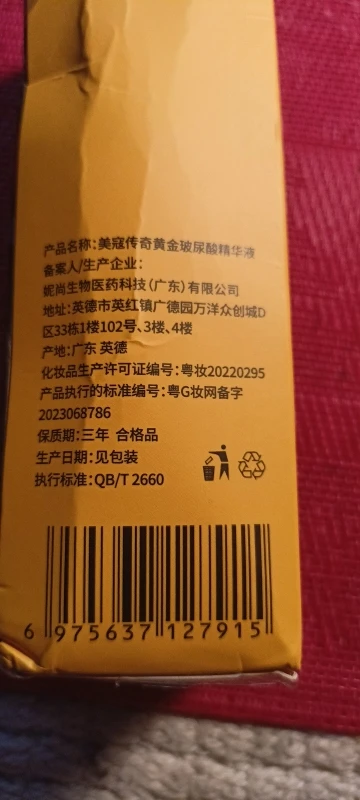 产品名称：美寇传奇黄金玻尿酸精华液
备案人/生产企业：
妮尚生物医药科技（广东）有限公司
地址：英德市英红镇广德园万洋众创城D
区33栋1楼102号、3楼、4楼
产地：广东 英德
化妆品生产许可证编号：粤妆20220295
产品执行的标准编号：粤G妆网备字
2023068786
保质期：三年 合格品
生产日期：见包装
执行标准：QB/T 2660
6 975637 127915